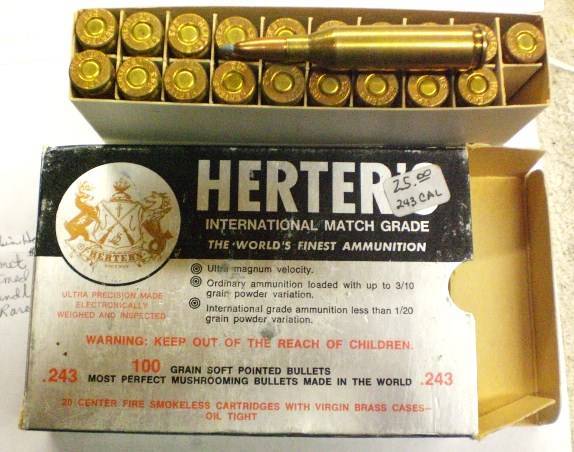 HERTER'S
25.00
243 CAL
INTERNATIONAL MATCH GRADE
THE WORLD'S FINEST AMMUNITION
HERTER'S
Ultra magnum velocity.
Ordinary ammunition loaded with up to 3/10
grain powder variation.
International grade ammunition less than 1/20
grain powder variation.
ULTRA PRECISION MADE
ELECTRONICALLY
WEIGHED AND INSPECTED
WARNING: KEEP OUT OF THE REACH OF CHILDREN.
100 GRAIN SOFT POINTED BULLETS
.243 MOST PERFECT MUSHROOMING BULLETS MADE IN THE WORLD .243
20 CENTER FIRE SMOKELESS CARTRIDGES WITH VIRGIN BRASS CASES—
OIL TIGHT
Rare